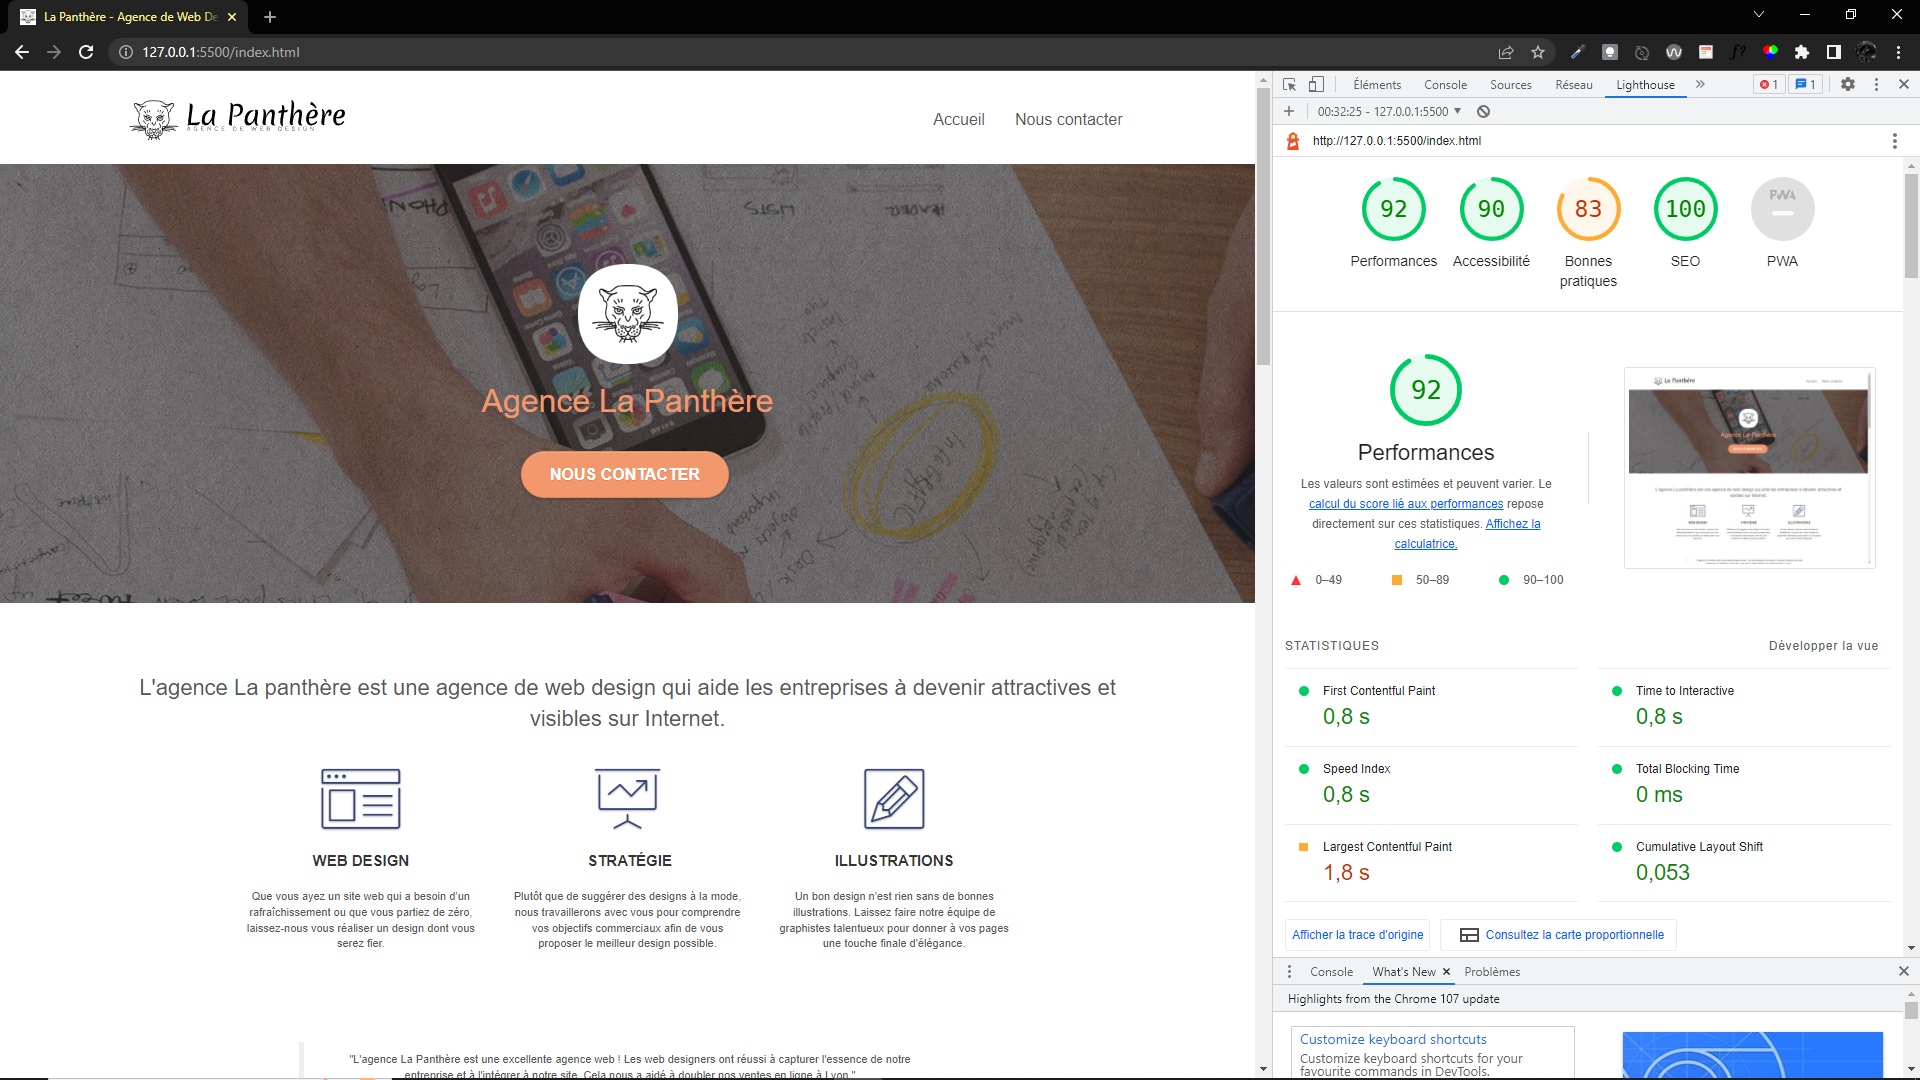 La Panthère - Agence de Web De
127.0.0.1:5500/index.html
Éléments
Console
Sources
Réseau
Lighthouse
1
1
00:32:25 - 127.0.0.1:5500
http://127.0.0.1:5500/index.html
La Panthère
AGENCE DE WEB DESIGN
Accueil
Nous contacter
Agence La Panthère
NOUS CONTACTER
L'agence La panthère est une agence de web design qui aide les entreprises à devenir attractives et
visibles sur Internet.
WEB DESIGN
Que vous ayez un site web qui a besoin d'un
rafraîchissement ou que vous partiez de zéro,
laissez-nous vous réaliser un design dont vous
serez fier.
STRATÉGIE
Plutôt que de suggérer des designs à la mode,
nous travaillerons avec vous pour comprendre
vos objectifs commerciaux afin de vous
proposer le meilleur design possible.
ILLUSTRATIONS
Un bon design n'est rien sans de bonnes
illustrations. Laissez faire notre équipe de
graphistes talentueux pour donner à vos pages
une touche finale d'élégance.
"L'agence La Panthère est une excellente agence web ! Les web designers ont réussi à capturer l'essence de notre
entreprise et à l'intégrer à notre site. Cela nous a aidé à doubler nos ventes en ligne à Lyon."
92
90
83
100
PWA
Performances
Accessibilité
Bonnes
pratiques
SEO
PWA
92
Performances
Les valeurs sont estimées et peuvent varier. Le
calcul du score lié aux performances repose
directement sur ces statistiques. Affichez la
calculatrice.
0–49
50–89
90–100
STATISTIQUES
Développer la vue
First Contentful Paint
0,8 s
Time to Interactive
0,8 s
Speed Index
0,8 s
Total Blocking Time
0 ms
Largest Contentful Paint
1,8 s
Cumulative Layout Shift
0,053
Afficher la trace d'origine
Consultez la carte proportionnelle
Console
What's New
Problèmes
Highlights from the Chrome 107 update
Customize keyboard shortcuts
Customize keyboard shortcuts for your
favourite commands in DevTools.